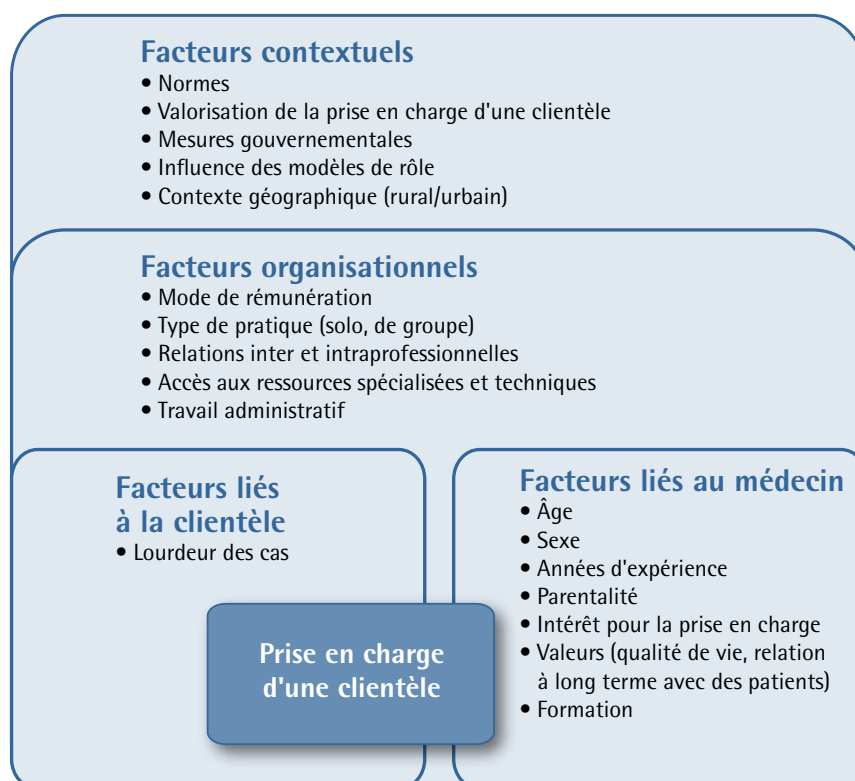 Facteurs contextuels
• Normes
• Valorisation de la prise en charge d'une clientèle
• Mesures gouvernementales
• Influence des modèles de rôle
• Contexte géographique (rural/urbain)
Facteurs organisationnels
• Mode de rémunération
• Type de pratique (solo, de groupe)
• Relations inter et intraprofessionnelles
• Accès aux ressources spécialisées et techniques
• Travail administratif
Facteurs liés
à la clientèle
• Lourdeur des cas
Facteurs liés au médecin
• Âge
• Sexe
• Années d'expérience
• Parentalité
• Intérêt pour la prise en charge
• Valeurs (qualité de vie, relation
à long terme avec des patients)
• Formation
Prise en charge
d'une clientèle